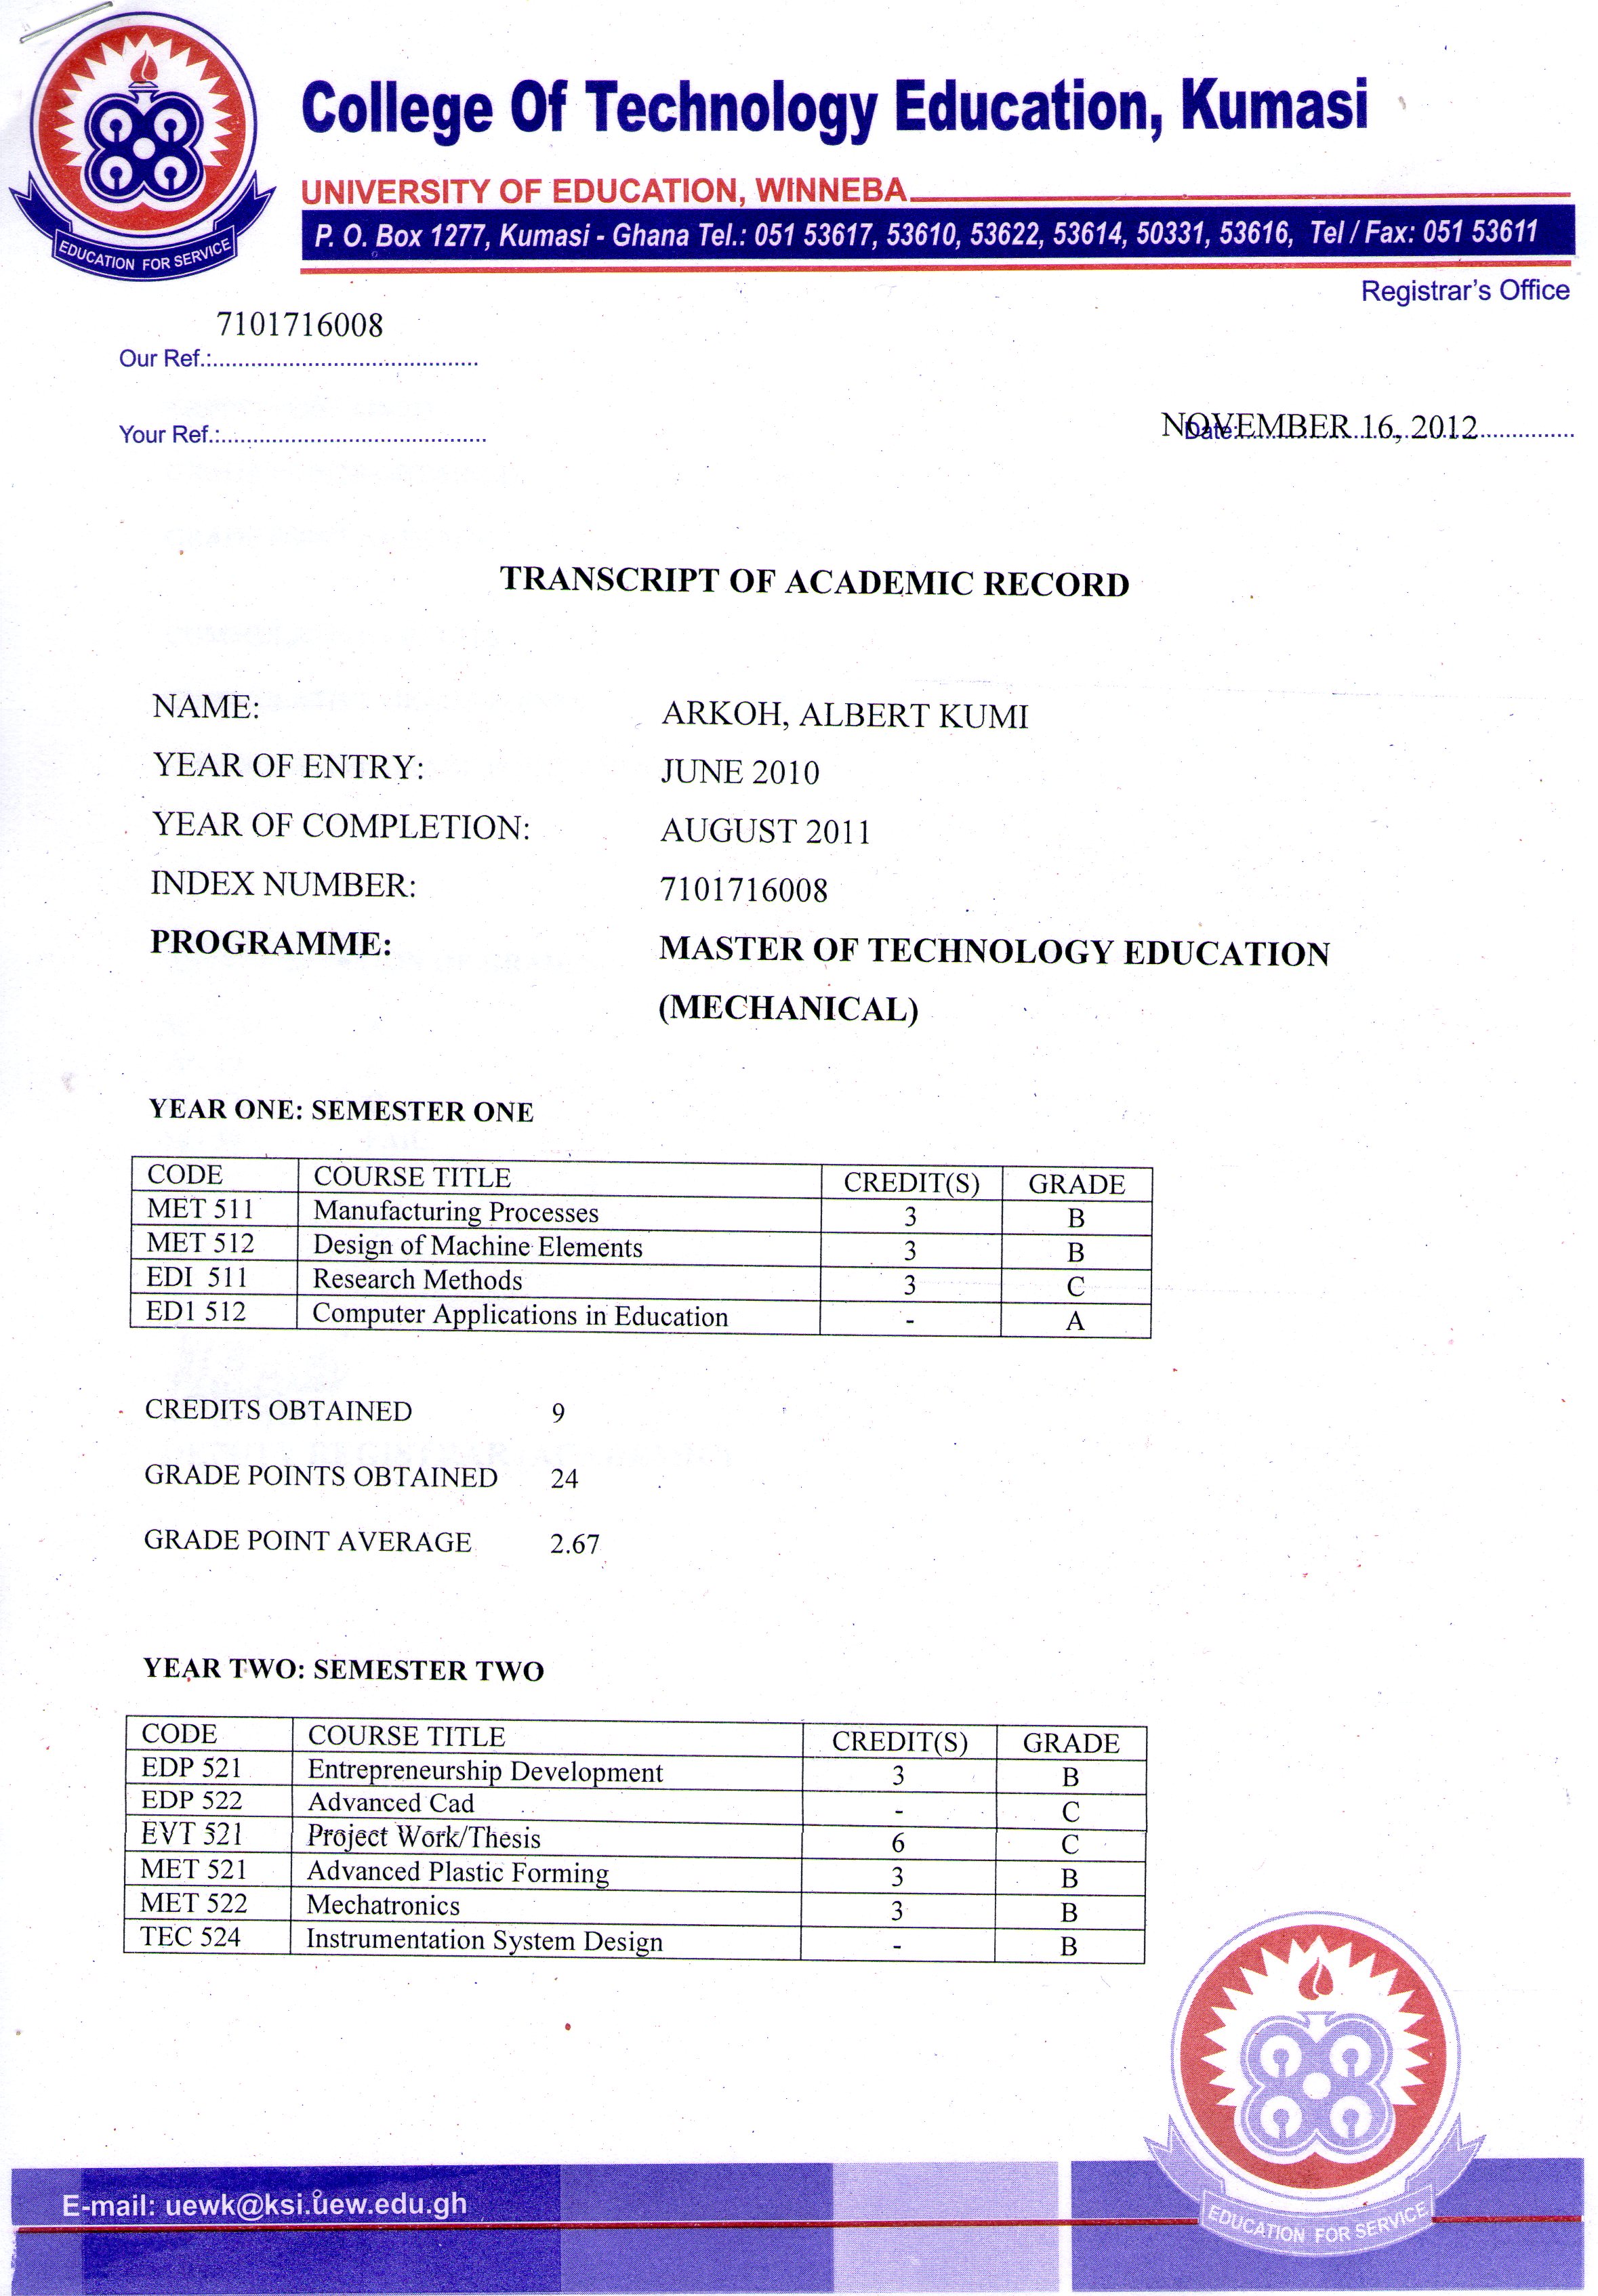 College Of Technology Education, Kumasi
UNIVERSITY OF EDUCATION, WINNEBA
P. O. Box 1277, Kumasi - Ghana Tel.: 051 53617, 53610, 53622, 53614, 50331, 53616, Tel / Fax: 051 53611
EDUCATION FOR SERVICE
Registrar's Office
7101716008
Our Ref.:
Your Ref.:
Date: NOVEMBER 16, 2012
TRANSCRIPT OF ACADEMIC RECORD
NAME: ARKOH, ALBERT KUMI
YEAR OF ENTRY: JUNE 2010
YEAR OF COMPLETION: AUGUST 2011
INDEX NUMBER: 7101716008
PROGRAMME: MASTER OF TECHNOLOGY EDUCATION
(MECHANICAL)
YEAR ONE: SEMESTER ONE
CODE COURSE TITLE CREDIT(S) GRADE
MET 511 Manufacturing Processes 3 B
MET 512 Design of Machine Elements 3 B
EDI 511 Research Methods 3 C
ED1 512 Computer Applications in Education - A
CREDITS OBTAINED 9
GRADE POINTS OBTAINED 24
GRADE POINT AVERAGE 2.67
YEAR TWO: SEMESTER TWO
CODE COURSE TITLE CREDIT(S) GRADE
EDP 521 Entrepreneurship Development 3 B
EDP 522 Advanced Cad - C
EVT 521 Project Work/Thesis 6 C
MET 521 Advanced Plastic Forming 3 B
MET 522 Mechatronics 3 B
TEC 524 Instrumentation System Design - B
E-mail: uewk@ksi.uew.edu.gh
EDUCATION FOR SERVICE